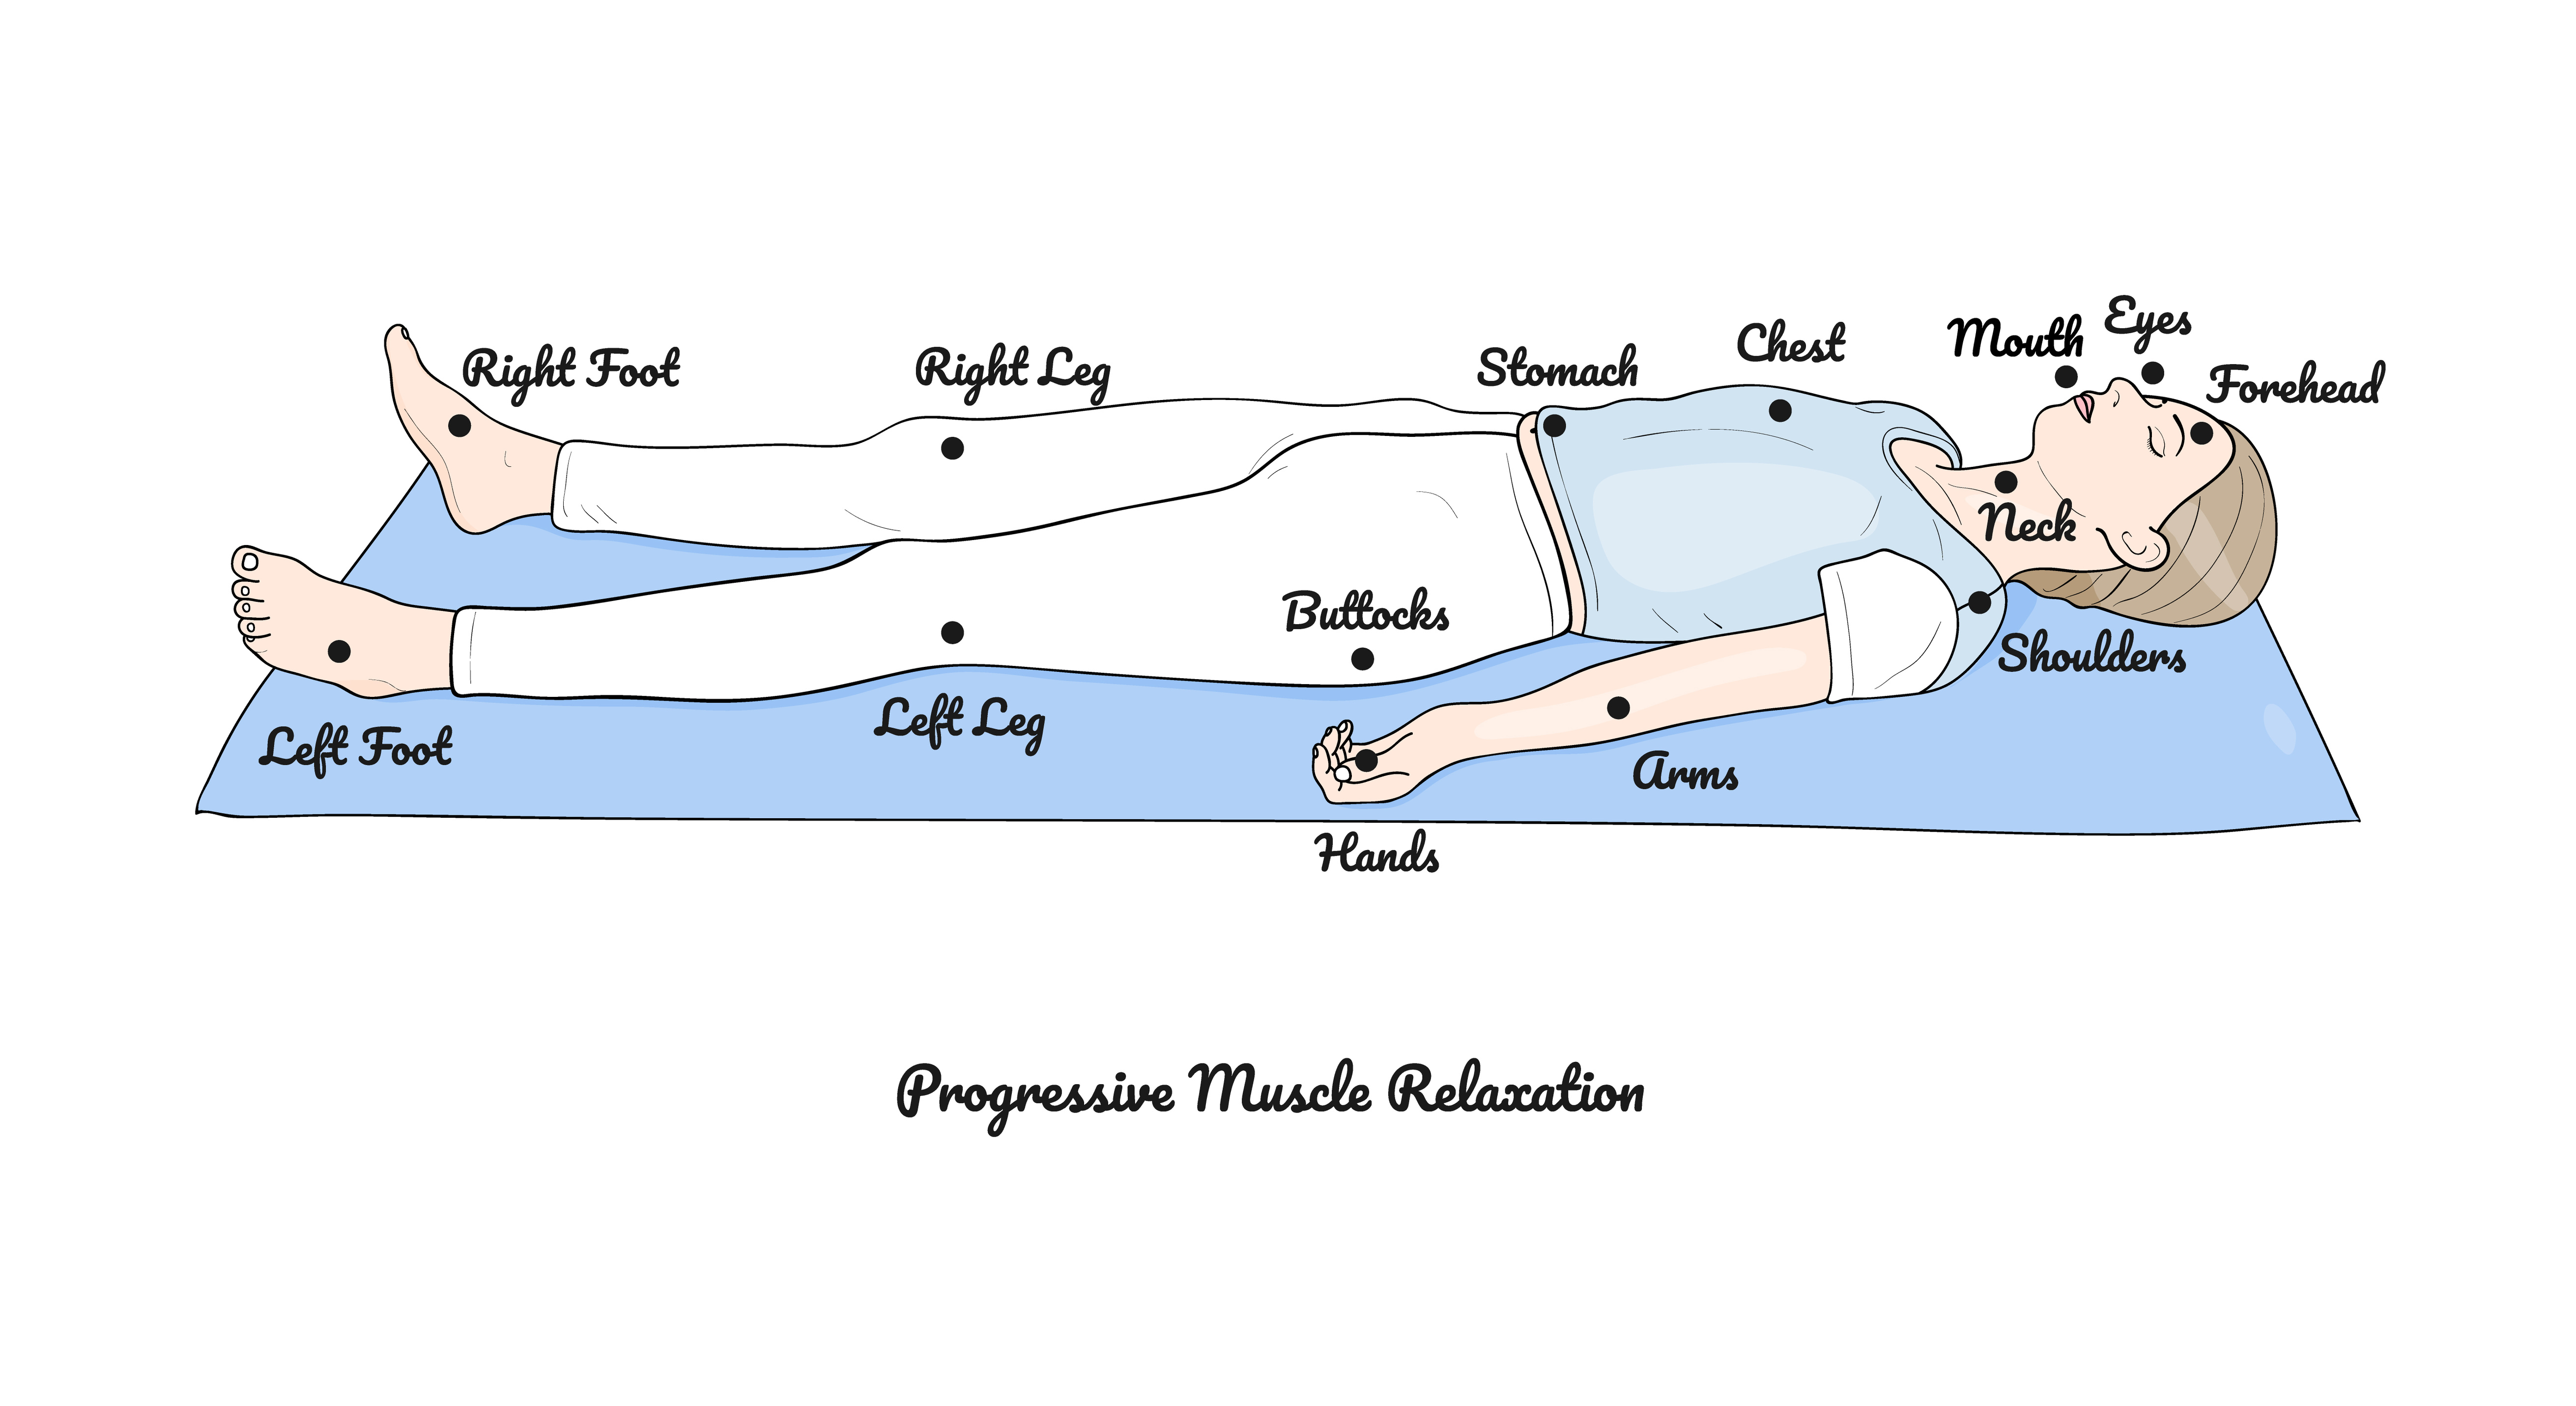 Eyes
Mouth
Chest
Stomach
Right Foot
Right Leg
Forehead
Neck
Buttocks
Shoulders
Left Leg
Left Foot
Arms
Hands
Progressive Muscle Relaxation